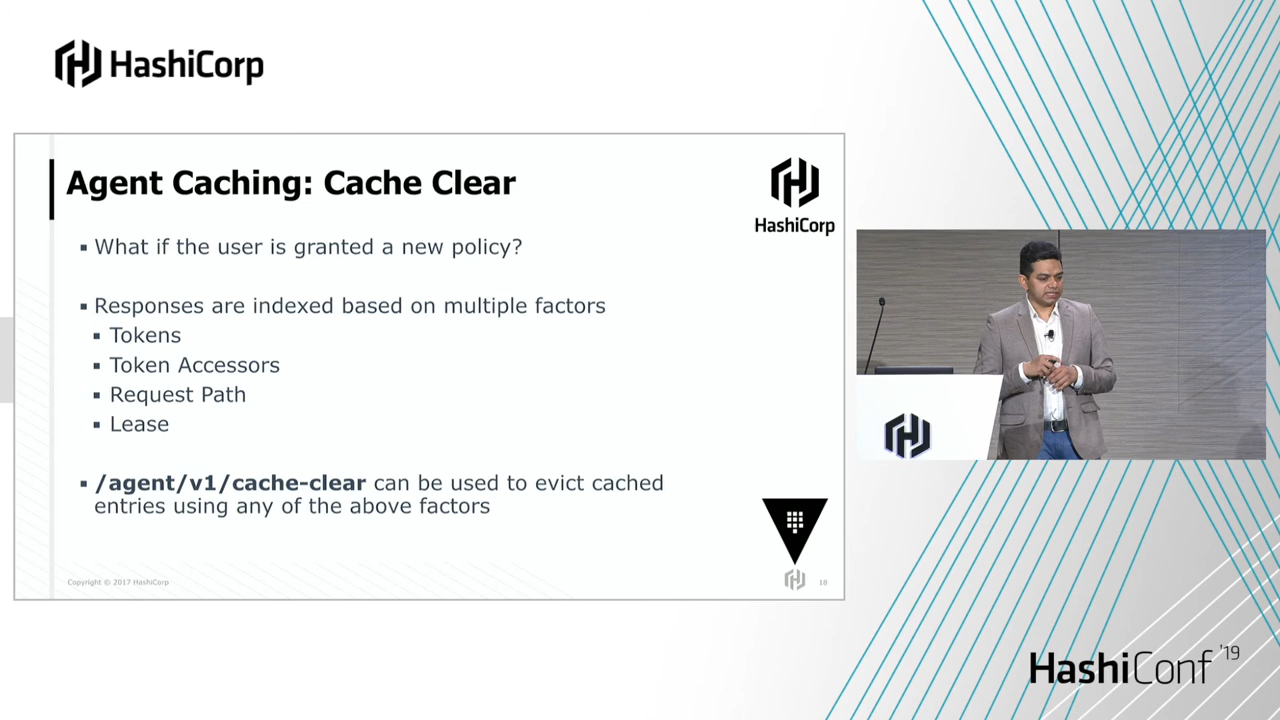 HashiCorp
Agent Caching: Cache Clear
HashiCorp
What if the user is granted a new policy?
Responses are indexed based on multiple factors
Tokens
Token Accessors
Request Path
Lease
/agent/v1/cache-clear can be used to evict cached
entries using any of the above factors
Copyright © 2017 HashiCorp
18
HashiConf '19